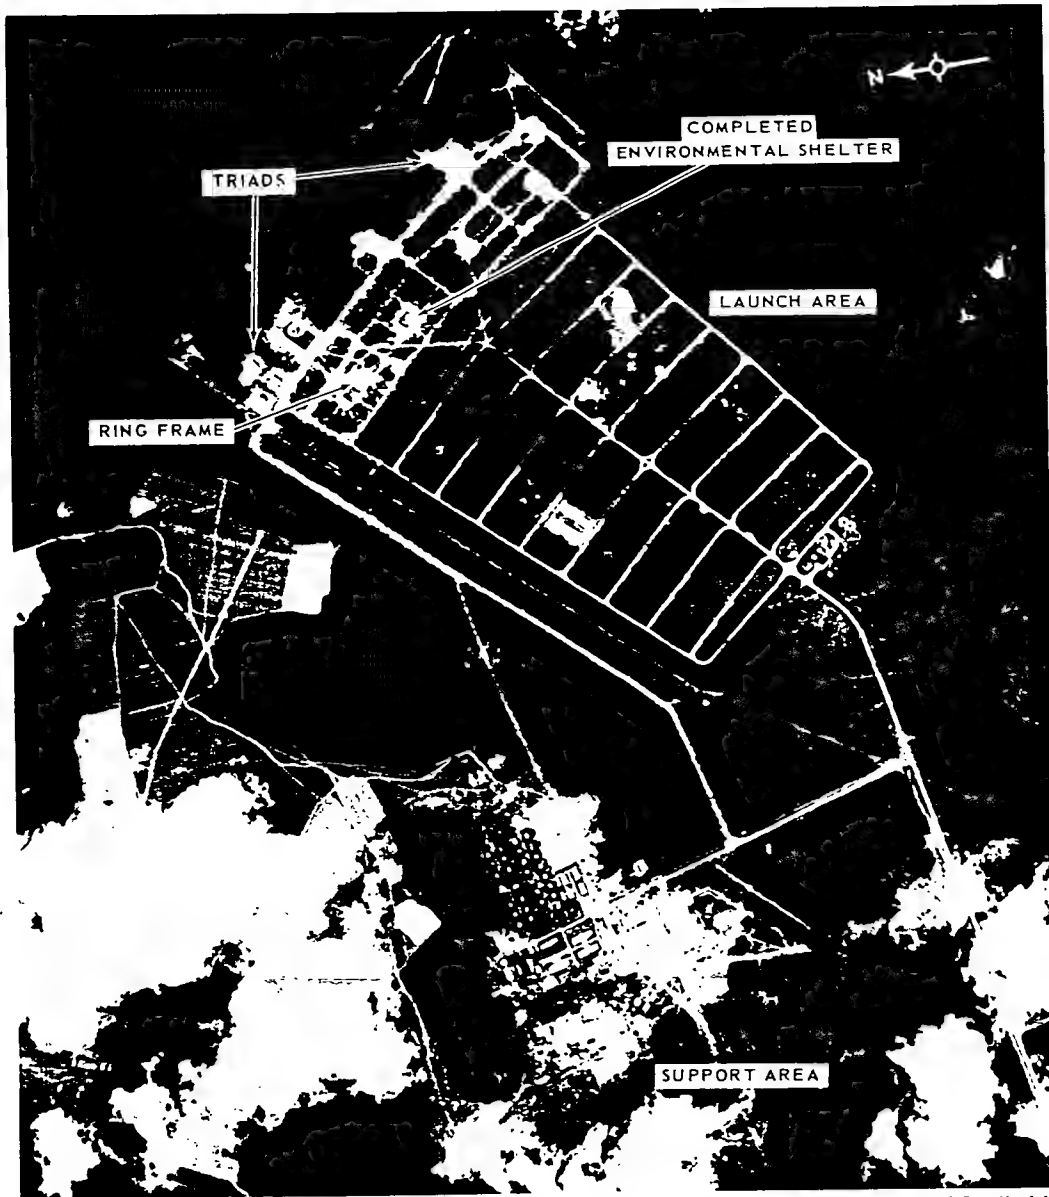 N
COMPLETED
ENVIRONMENTAL SHELTER
TRIADS
LAUNCH AREA
RING FRAME
SUPPORT AREA